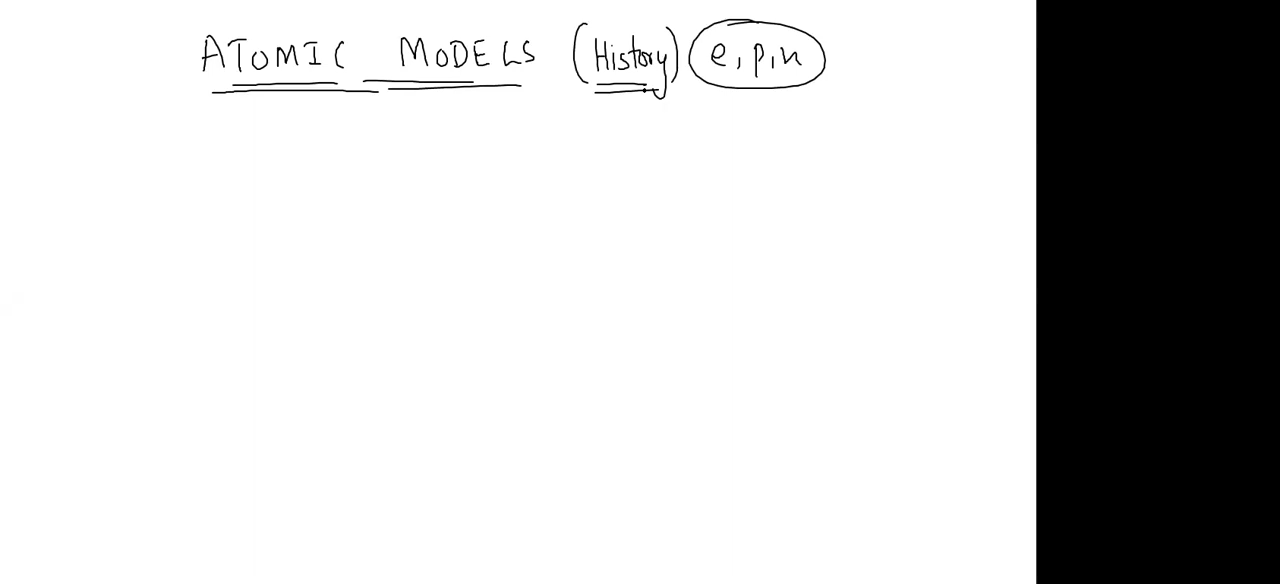 ATOMIC MODELS (History) e, p, n